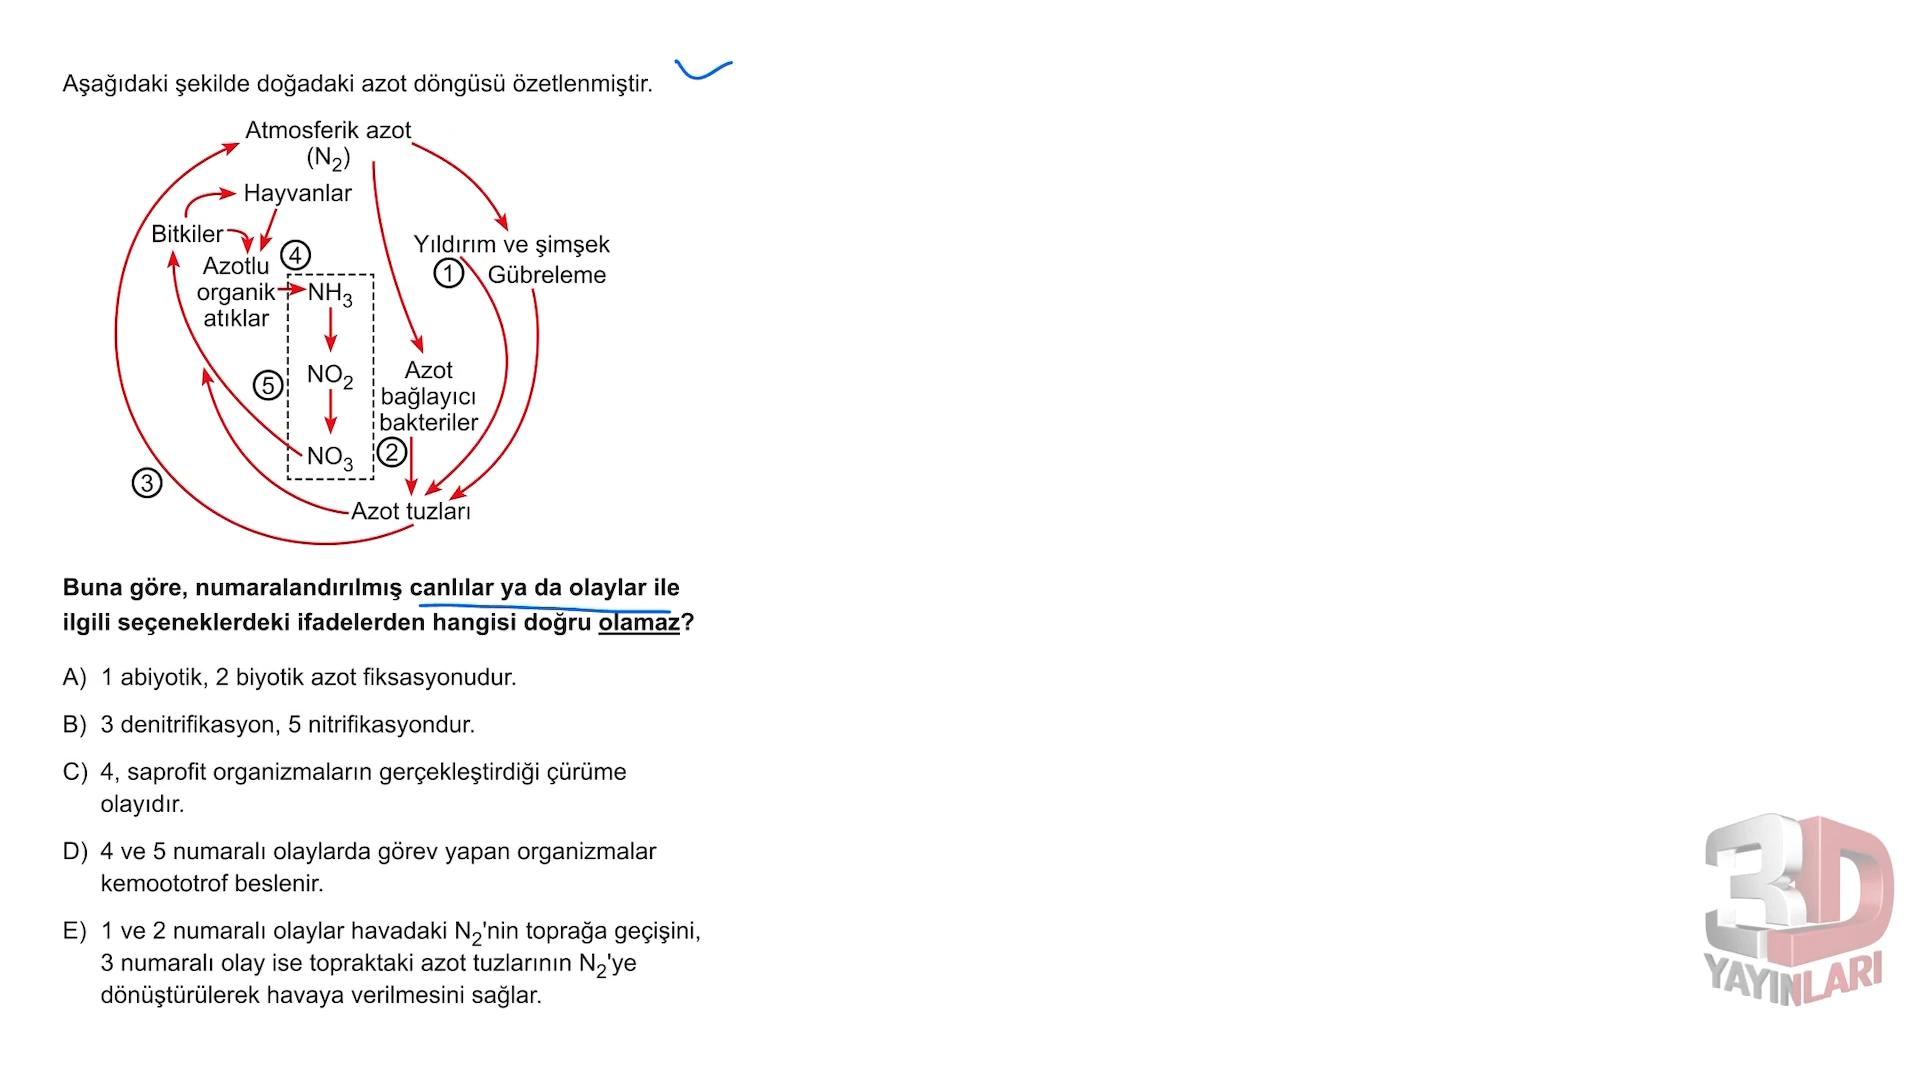 Aşağıdaki şekilde doğadaki azot döngüsü özetlenmiştir.
Atmosferik azot
(N₂)
Hayvanlar
Bitkiler
Yıldırım ve şimşek
④
Azotlu
① Gübreleme
organik
NH₃
atıklar
Azot
⑤
NO₂
bağlayıcı
bakteriler
NO₃
②
③
Azot tuzları
Buna göre, numaralandırılmış canlılar ya da olaylar ile
ilgili seçeneklerdeki ifadelerden hangisi doğru olamaz?
A) 1 abiyotik, 2 biyotik azot fiksasyonudur.
B) 3 denitrifikasyon, 5 nitrifikasyondur.
C) 4, saprofit organizmaların gerçekleştirdiği çürüme
olayıdır.
D) 4 ve 5 numaralı olaylarda görev yapan organizmalar
kemoototrof beslenir.
E) 1 ve 2 numaralı olaylar havadaki N₂'nin toprağa geçişini,
3 numaralı olay ise topraktaki azot tuzlarının N₂'ye
dönüştürülerek havaya verilmesini sağlar.
3D
YAYINLARI